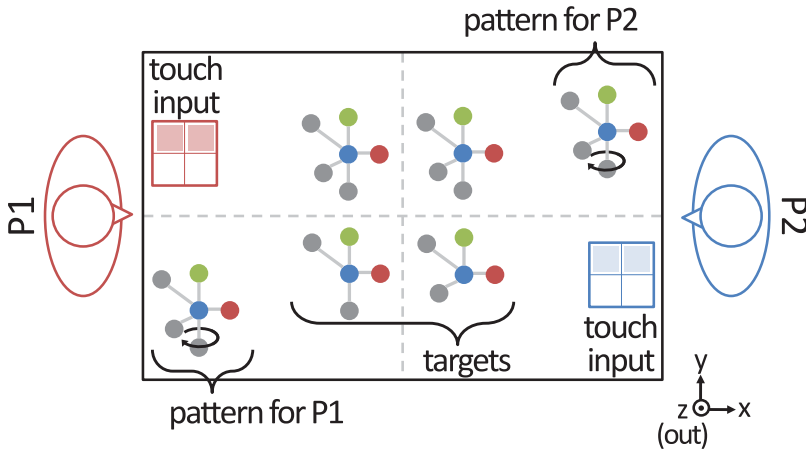 pattern for P2
touch
input
P1
P2
targets
touch
input
pattern for P1
y
z
x
(out)